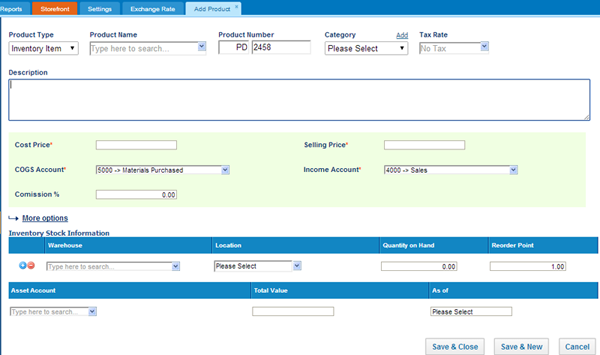 Reports Storefront Settings Exchange Rate Add Product ×
Product Type Product Name Product Number Category Add Tax Rate
Inventory Item Type here to search... PD 2458 Please Select No Tax
Description
Cost Price* Selling Price*
COGS Account* 5000 -> Materials Purchased Income Account* 4000 -> Sales
Comission % 0.00
More options
Inventory Stock Information
Warehouse Location Quantity on Hand Reorder Point
Type here to search... Please Select 0.00 1.00
Asset Account Total Value As of
Type here to search... Please Select
Save & Close Save & New Cancel